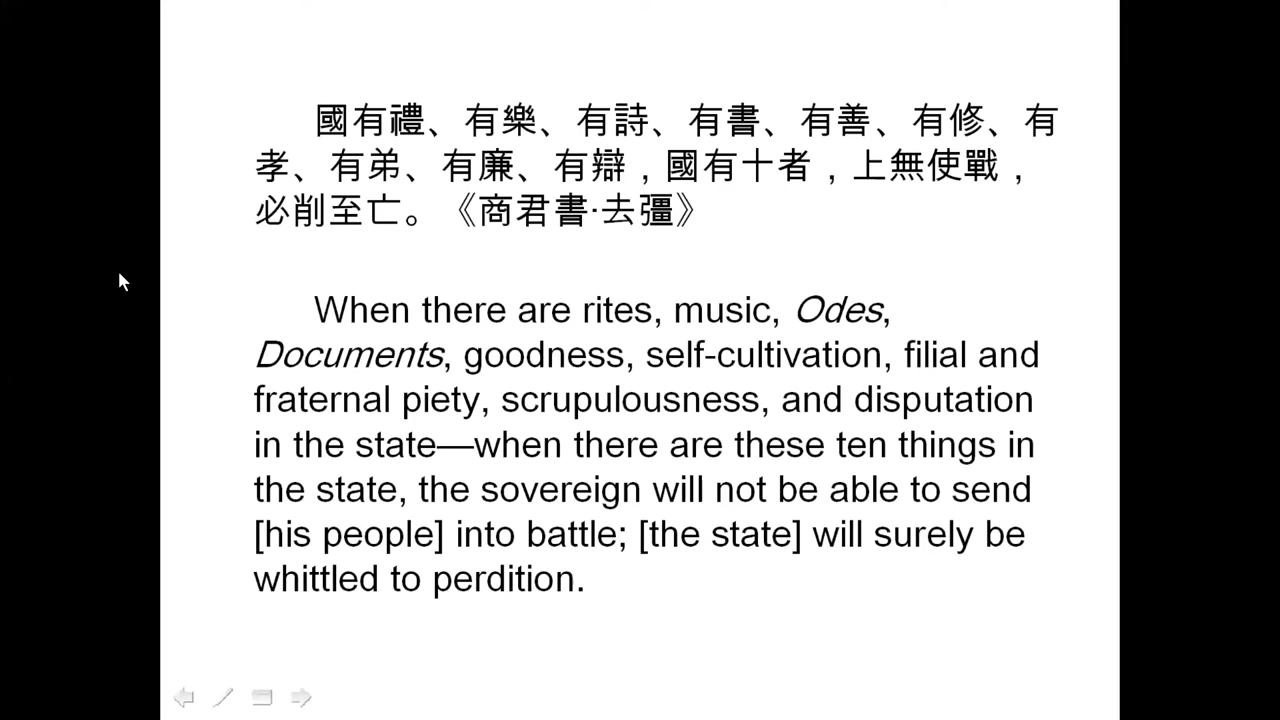 國有禮、有樂、有詩、有書、有善、有修、有
孝、有弟、有廉、有辯，國有十者，上無使戰，
必削至亡。《商君書·去彊》
When there are rites, music, Odes,
Documents, goodness, self-cultivation, filial and
fraternal piety, scrupulousness, and disputation
in the state—when there are these ten things in
the state, the sovereign will not be able to send
[his people] into battle; [the state] will surely be
whittled to perdition.